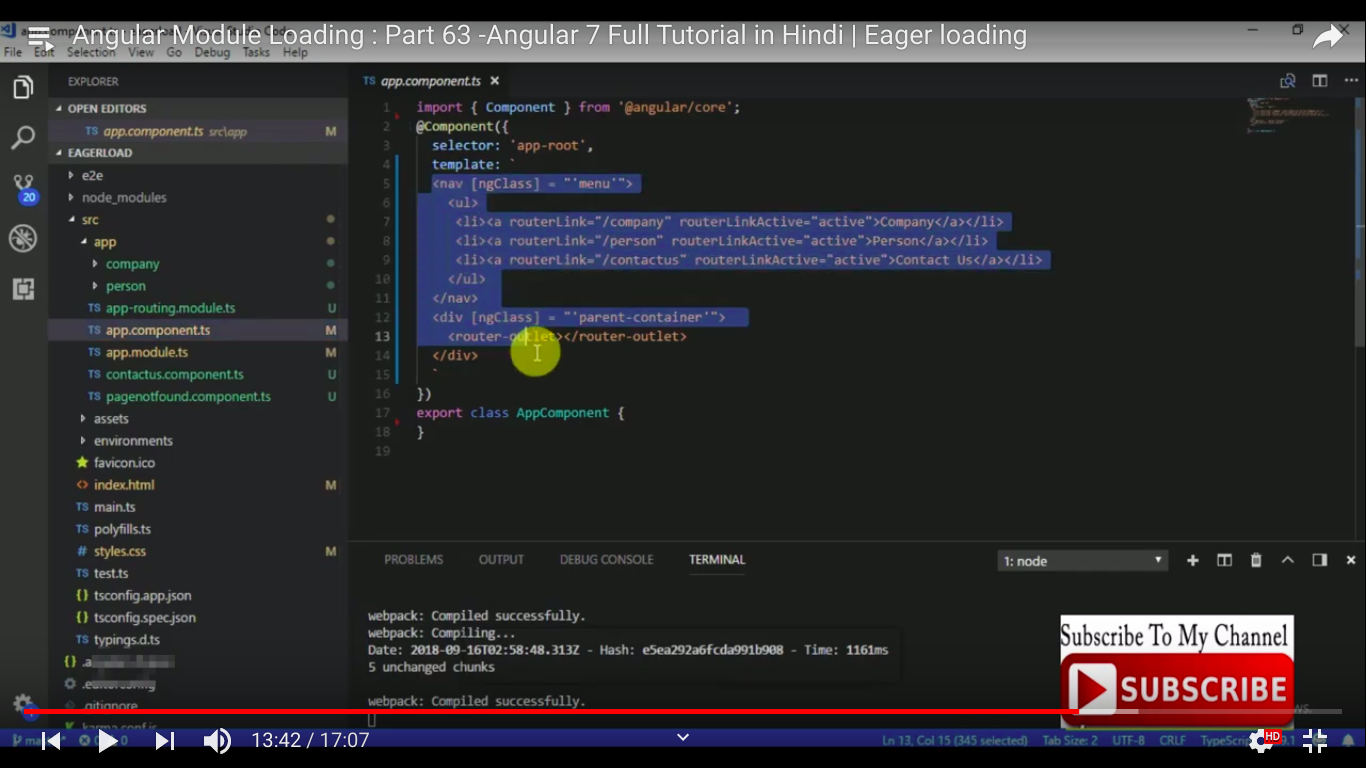 Angular Module Loading : Part 63 -Angular 7 Full Tutorial in Hindi | Eager loading
File Edit Selection View Go Debug Tasks Help
EXPLORER
OPEN EDITORS
TS app.component.ts src\app M
EAGERLOAD
e2e
node_modules
src
app
company
person
TS app-routing.module.ts U
TS app.component.ts M
TS app.module.ts M
TS contactus.component.ts U
TS pagenotfound.component.ts U
assets
environments
favicon.ico
<> index.html M
TS main.ts
TS polyfills.ts
# styles.css M
TS test.ts
{} tsconfig.app.json
{} tsconfig.spec.json
TS typings.d.ts
.editorconfig
.gitignore
karma.conf.js
20
TS app.component.ts ×
1 import { Component } from '@angular/core';
2 @Component({
3 selector: 'app-root',
4 template: `
5 <nav [ngClass] = "'menu'">
6 <ul>
7 <li><a routerLink="/company" routerLinkActive="active">Company</a></li>
8 <li><a routerLink="/person" routerLinkActive="active">Person</a></li>
9 <li><a routerLink="/contactus" routerLinkActive="active">Contact Us</a></li>
10 </ul>
11 </nav>
12 <div [ngClass] = "'parent-container'">
13 <router-outlet></router-outlet>
14 </div>
15 `
16 })
17 export class AppComponent {
18 }
19
PROBLEMS OUTPUT DEBUG CONSOLE TERMINAL 1: node
webpack: Compiled successfully.
webpack: Compiling...
Date: 2018-09-16T02:58:48.313Z - Hash: e5ea292a6fcda991b908 - Time: 1161ms
5 unchanged chunks
webpack: Compiled successfully.
Subscribe To My Channel
SUBSCRIBE
13:42 / 17:07
Ln 13, Col 15 (345 selected) Tab Size: 2 UTF-8 CRLF
HD